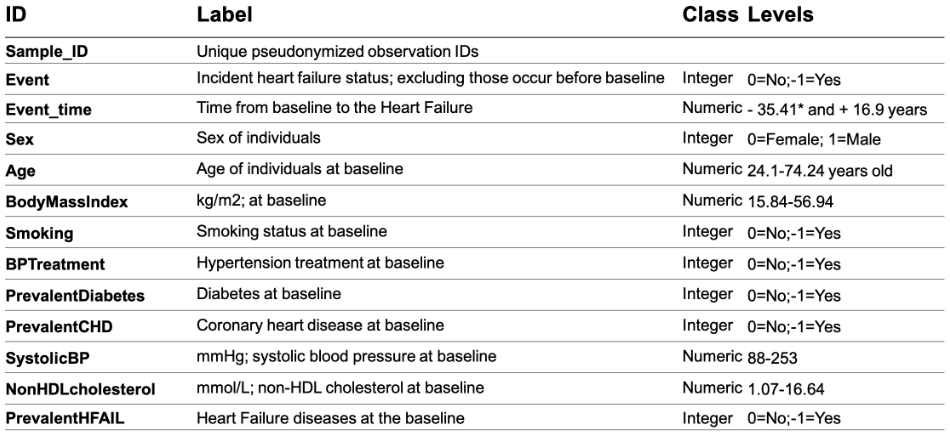 ID Label Class Levels
Sample_ID Unique pseudonymized observation IDs
Event Incident heart failure status; excluding those occur before baseline Integer 0=No;-1=Yes
Event_time Time from baseline to the Heart Failure Numeric - 35.41* and + 16.9 years
Sex Sex of individuals Integer 0=Female; 1=Male
Age Age of individuals at baseline Numeric 24.1-74.24 years old
BodyMassIndex kg/m2; at baseline Numeric 15.84-56.94
Smoking Smoking status at baseline Integer 0=No;-1=Yes
BPTreatment Hypertension treatment at baseline Integer 0=No;-1=Yes
PrevalentDiabetes Diabetes at baseline Integer 0=No;-1=Yes
PrevalentCHD Coronary heart disease at baseline Integer 0=No;-1=Yes
SystolicBP mmHg; systolic blood pressure at baseline Numeric 88-253
NonHDLcholesterol mmol/L; non-HDL cholesterol at baseline Numeric 1.07-16.64
PrevalentHFAIL Heart Failure diseases at the baseline Integer 0=No;-1=Yes